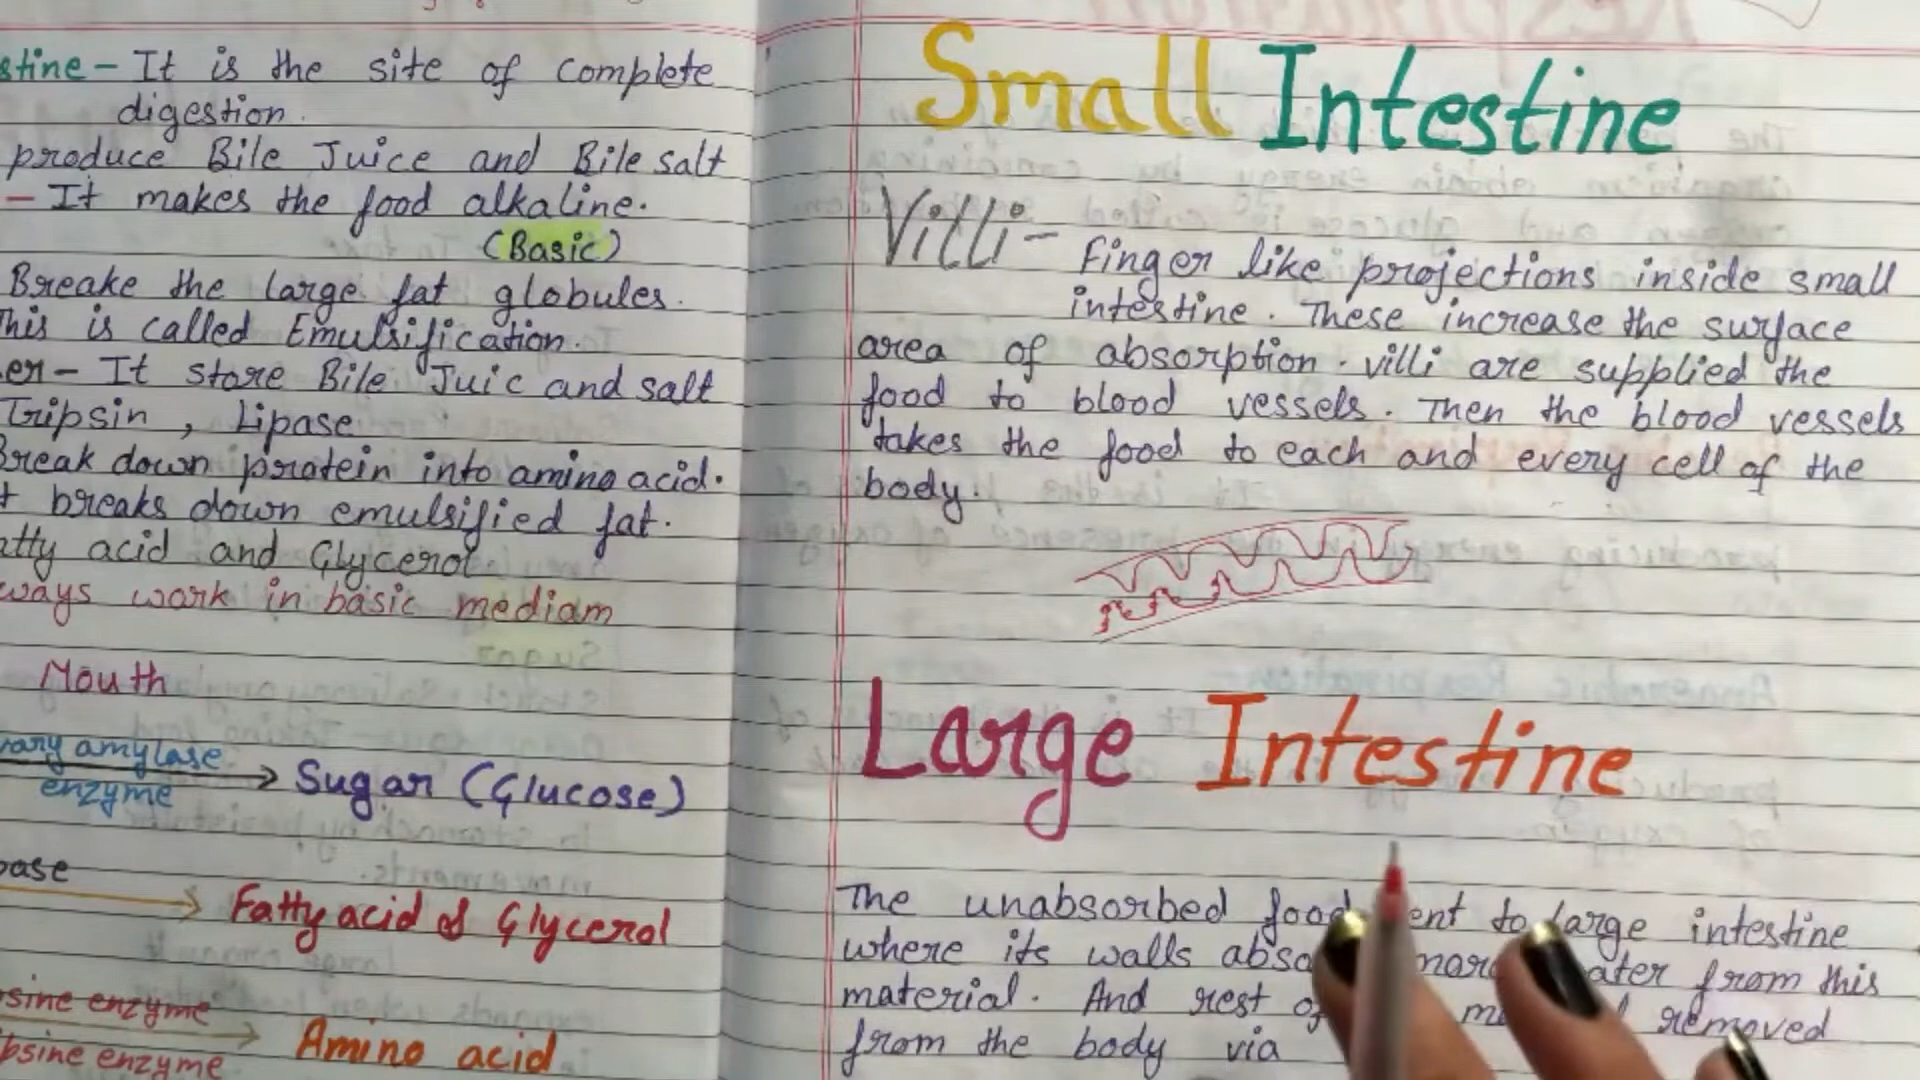 stine - It is the site of complete
digestion.
produce Bile Juice and Bile salt
- It makes the food alkaline.
(Basic)
Breake the large fat globules.
This is called Emulsification.
er - It store Bile Juic and salt
Tripsin, Lipase
Break down protein into amino acid.
t breaks down emulsified fat.
atty acid and Glycerol
ways work in basic mediam
Mouth
vary amylase
enzyme → Sugar (Glucose)
pase
→ Fatty acid & Glycerol
psine enzyme
ipsine enzyme → Amino acid
Small Intestine
Villi - Finger like projections inside small
intestine. These increase the surface
area of absorption. villi are supplied the
food to blood vessels. Then the blood vessels
takes the food to each and every cell of the
body.
Large Intestine
The unabsorbed food ent to large intestine
where its walls abso more ater from this
material. And rest of removed
from the body via